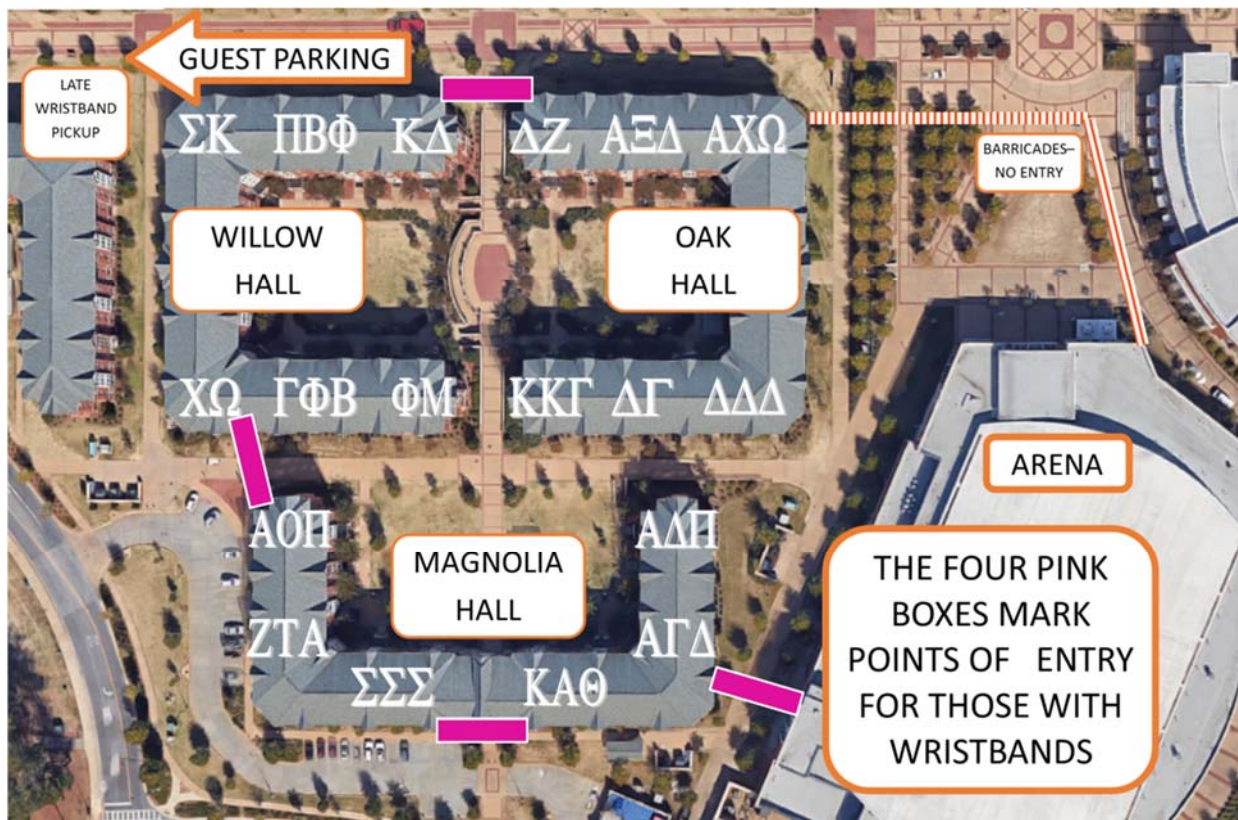 GUEST PARKING
LATE
WRISTBAND
PICKUP
ΣΚ ΠΒΦ ΚΔ ΔΖ ΑΞΔ ΑΧΩ
BARRICADES–
NO ENTRY
WILLOW
HALL
OAK
HALL
ΧΩ ΓΦΒ ΦΜ ΚΚΓ ΔΓ ΔΔΔ
ARENA
ΑΟΠ ΑΔΠ
MAGNOLIA
HALL
ΖΤΑ ΑΓΔ
ΣΣΣ ΚΑΘ
THE FOUR PINK
BOXES MARK
POINTS OF ENTRY
FOR THOSE WITH
WRISTBANDS